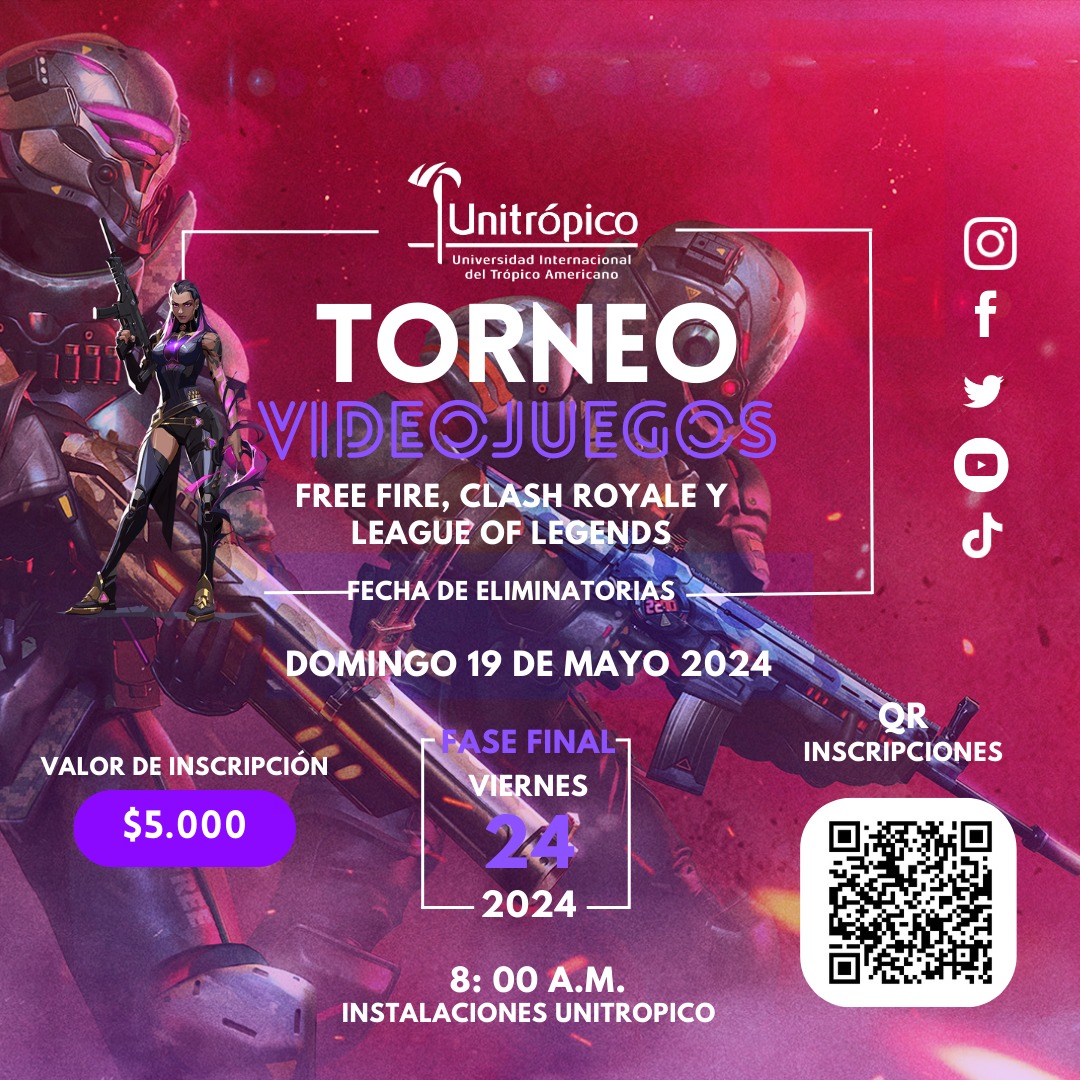 Unitrópico
Universidad Internacional
del Trópico Americano
TORNEO
VIDEOJUEGOS
FREE FIRE, CLASH ROYALE Y
LEAGUE OF LEGENDS
FECHA DE ELIMINATORIAS
DOMINGO 19 DE MAYO 2024
VALOR DE INSCRIPCIÓN
$5.000
FASE FINAL
VIERNES
24
2024
QR
INSCRIPCIONES
8: 00 A.M.
INSTALACIONES UNITROPICO